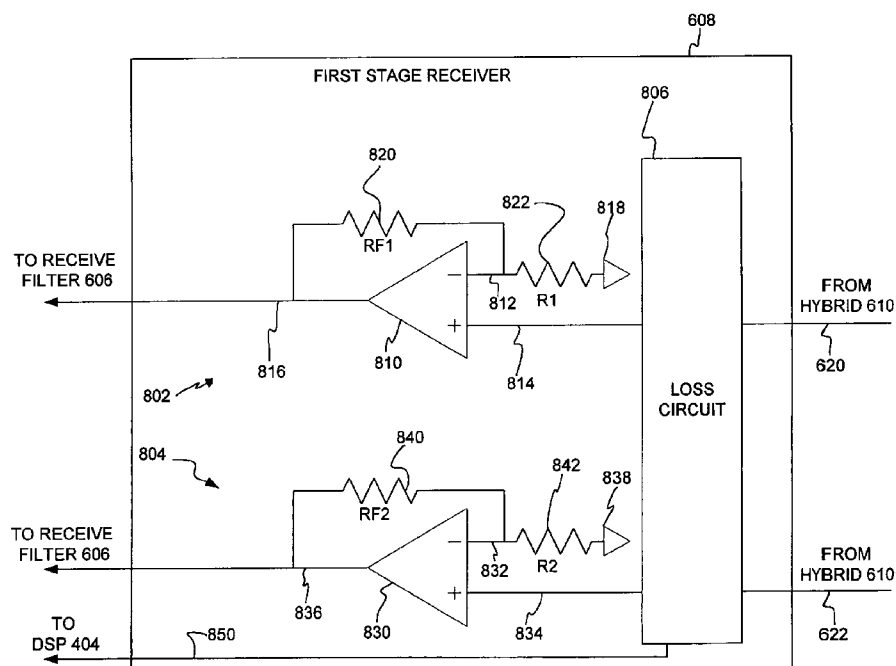 608
FIRST STAGE RECEIVER
806
820
822
818
RF1
R1
TO RECEIVE
FILTER 606
−
+
812
810
814
816
FROM
HYBRID 610
620
802
LOSS
CIRCUIT
804
840
842
838
RF2
R2
TO RECEIVE
FILTER 606
−
+
832
830
834
836
FROM
HYBRID 610
622
TO
DSP 404
850